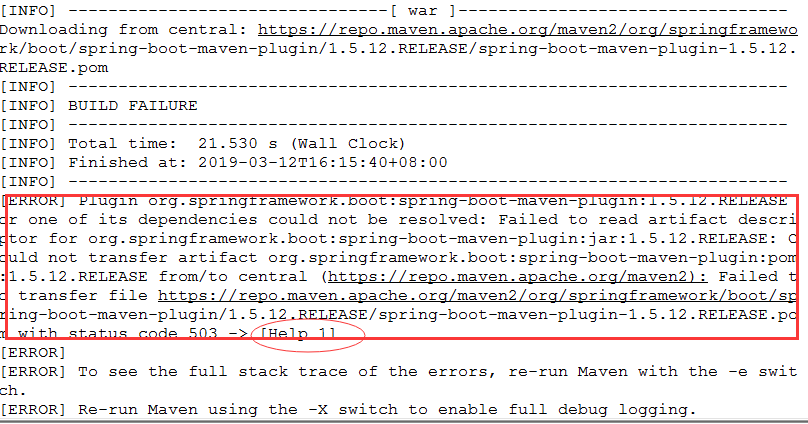 [INFO] ------------------------------[ war ]-------------------------------
Downloading from central: https://repo.maven.apache.org/maven2/org/springframewo
rk/boot/spring-boot-maven-plugin/1.5.12.RELEASE/spring-boot-maven-plugin-1.5.12.
RELEASE.pom
[INFO] ------------------------------------------------------------------------
[INFO] BUILD FAILURE
[INFO] ------------------------------------------------------------------------
[INFO] Total time:  21.530 s (Wall Clock)
[INFO] Finished at: 2019-03-12T16:15:40+08:00
[INFO] ------------------------------------------------------------------------
[ERROR] Plugin org.springframework.boot:spring-boot-maven-plugin:1.5.12.RELEASE
or one of its dependencies could not be resolved: Failed to read artifact descri
ptor for org.springframework.boot:spring-boot-maven-plugin:jar:1.5.12.RELEASE: C
ould not transfer artifact org.springframework.boot:spring-boot-maven-plugin:pom
:1.5.12.RELEASE from/to central (https://repo.maven.apache.org/maven2): Failed t
o transfer file https://repo.maven.apache.org/maven2/org/springframework/boot/sp
ring-boot-maven-plugin/1.5.12.RELEASE/spring-boot-maven-plugin-1.5.12.RELEASE.po
m with status code 503 -> [Help 1]
[ERROR]
[ERROR] To see the full stack trace of the errors, re-run Maven with the -e swit
ch.
[ERROR] Re-run Maven using the -X switch to enable full debug logging.